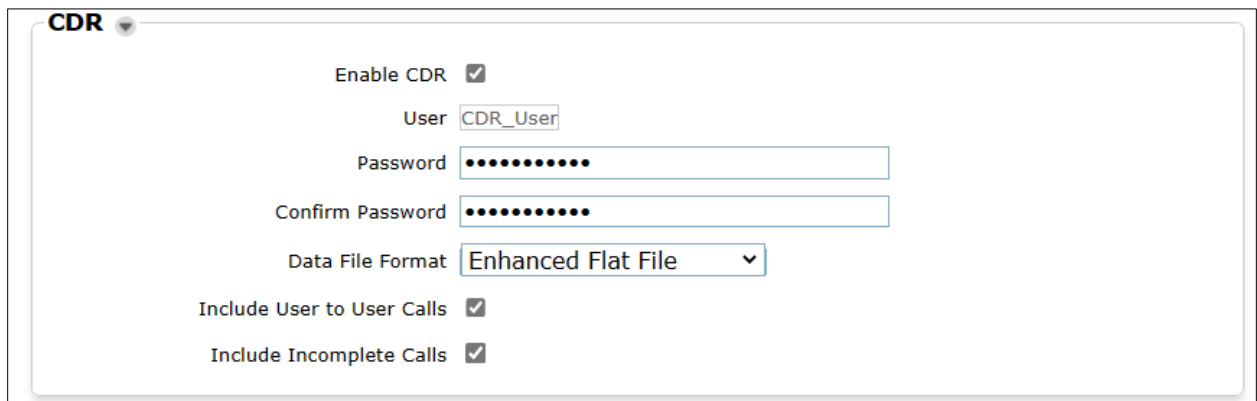 CDR
Enable CDR
User CDR_User
Password •••••••••••
Confirm Password •••••••••••
Data File Format Enhanced Flat File
Include User to User Calls
Include Incomplete Calls